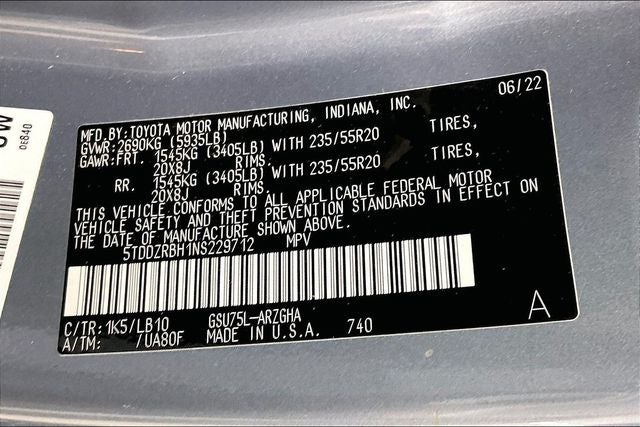 06/22
MFD.BY:TOYOTA MOTOR MANUFACTURING, INDIANA, INC.
GVWR:2690KG (5935LB)
GAWR:FRT. 1545KG (3405LB) WITH 235/55R20 TIRES,
20X8J RIMS.
RR. 1545KG (3405LB) WITH 235/55R20 TIRES,
20X8J RIMS.
THIS VEHICLE CONFORMS TO ALL APPLICABLE FEDERAL MOTOR
VEHICLE SAFETY AND THEFT PREVENTION STANDARDS IN EFFECT ON
THE DATE OF MANUFACTURE SHOWN ABOVE.
5TDDZRBH1NS229712 MPV
C/TR: 1K5/LB10 GSU75L-ARZGHA
A/TM: /UA80F MADE IN U.S.A. 740 A